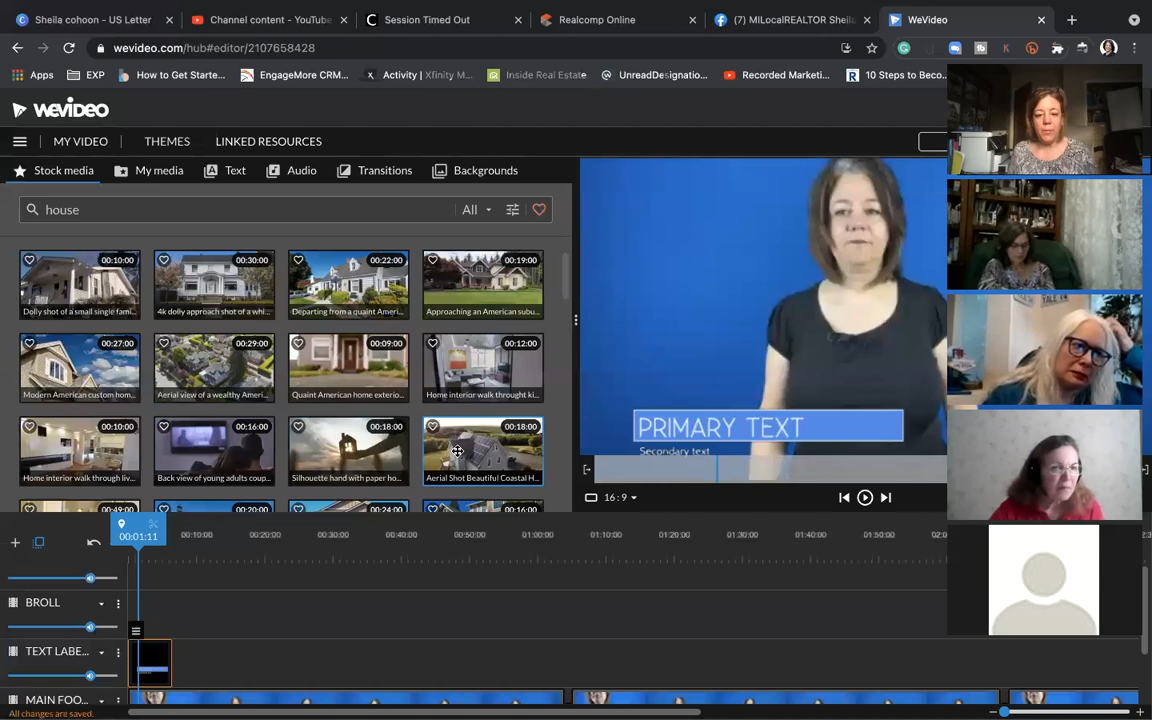 Sheila cohoon - US Letter
Channel content - YouTube
Session Timed Out
Realcomp Online
(7) MILocalREALTOR Sheila
WeVideo
wevideo.com/hub#editor/2107658428
Apps
EXP
How to Get Starte...
EngageMore CRM...
Activity | Xfinity M...
Inside Real Estate
UnreadDesignatio...
Recorded Marketi...
10 Steps to Beco...
wevideo
MY VIDEO
THEMES
LINKED RESOURCES
Stock media
My media
Text
Audio
Transitions
Backgrounds
house
All
00:10:00
00:30:00
00:22:00
00:19:00
Dolly shot of a small single fami...
4k dolly approach shot of a whi...
Departing from a quaint Ameri...
Approaching an American subu...
00:27:00
00:29:00
00:09:00
00:12:00
Modern American custom hom...
Aerial view of a wealthy Ameri...
Quaint American home exterio...
Home interior walk throught ki...
00:10:00
00:16:00
00:18:00
00:18:00
Home interior walk through liv...
Back view of young adults coup...
Silhouette hand with paper ho...
Aerial Shot Beautiful Coastal H...
PRIMARY TEXT
Secondary text
16:9
00:01:11
00:10:00
00:20:00
00:30:00
00:40:00
00:50:00
01:00:00
01:10:00
01:20:00
01:30:00
01:40:00
01:50:00
BROLL
TEXT LABE...
MAIN FOO...
All changes are saved.